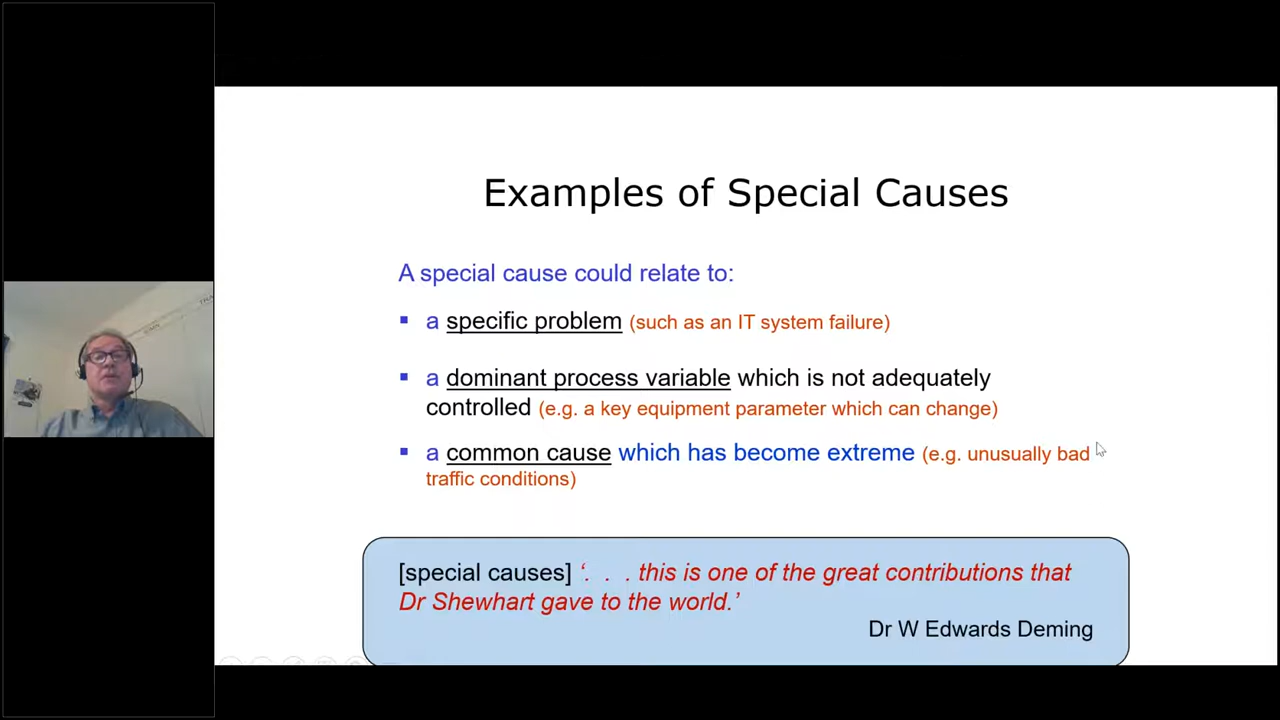 Examples of Special Causes
A special cause could relate to:
▪ a specific problem (such as an IT system failure)
▪ a dominant process variable which is not adequately
controlled (e.g. a key equipment parameter which can change)
▪ a common cause which has become extreme (e.g. unusually bad
traffic conditions)
[special causes] ‘. . . this is one of the great contributions that
Dr Shewhart gave to the world.’
Dr W Edwards Deming